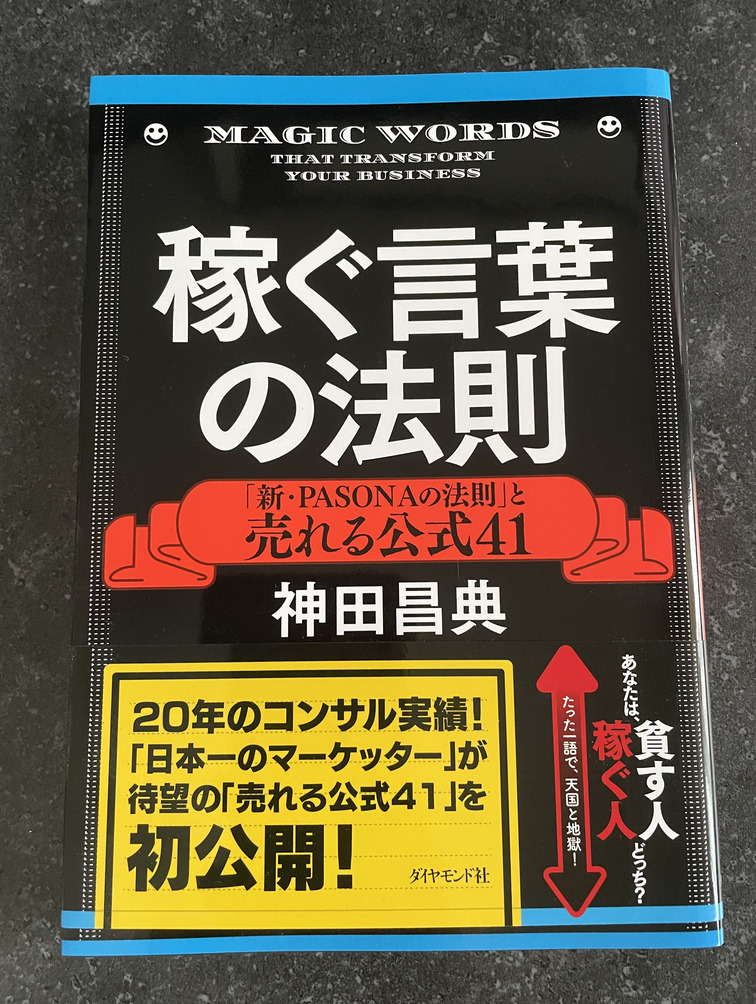 MAGIC WORDS
THAT TRANSFORM
YOUR BUSINESS
稼ぐ言葉
の法則
「新・PASONAの法則」と
売れる公式41
神田昌典
20年のコンサル実績!
「日本一のマーケッター」が
待望の「売れる公式41」を
初公開!
ダイヤモンド社
あなたは、貧す人
稼ぐ人どっち?
たった一語で、天国と地獄!